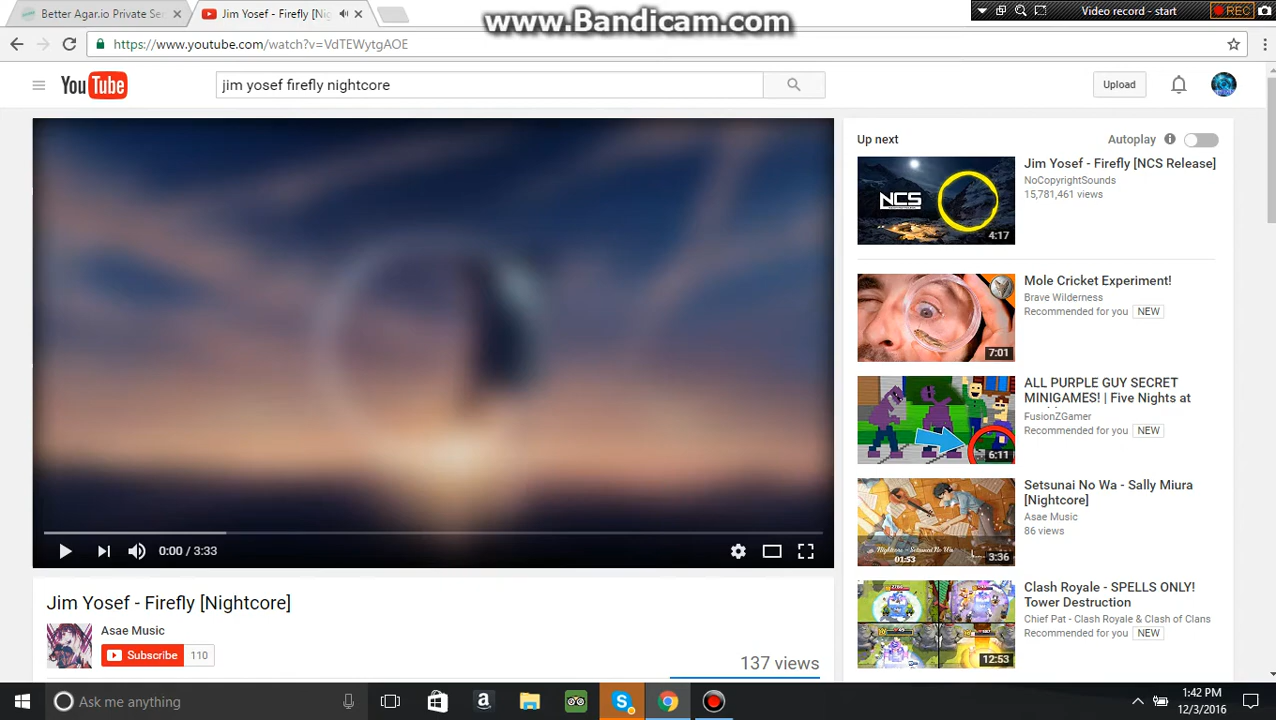 Better Agar.io Private Se
Jim Yosef - Firefly [Ni
www.Bandicam.com
Video record - start
REC
https://www.youtube.com/watch?v=VdTEWytgAOE
YouTube
jim yosef firefly nightcore
Upload
Up next
Autoplay
NCS
4:17
Jim Yosef - Firefly [NCS Release]
NoCopyrightSounds
15,781,461 views
7:01
Mole Cricket Experiment!
Brave Wilderness
Recommended for you NEW
6:11
ALL PURPLE GUY SECRET
MINIGAMES! | Five Nights at
FusionZGamer
Recommended for you NEW
Nightcore - Setsunai No Wa
01:53
3:36
Setsunai No Wa - Sally Miura
[Nightcore]
Asae Music
86 views
12:53
Clash Royale - SPELLS ONLY!
Tower Destruction
Chief Pat - Clash Royale & Clash of Clans
Recommended for you NEW
0:00 / 3:33
Jim Yosef - Firefly [Nightcore]
Asae Music
Subscribe 110
137 views
Ask me anything
1:42 PM
12/3/2016